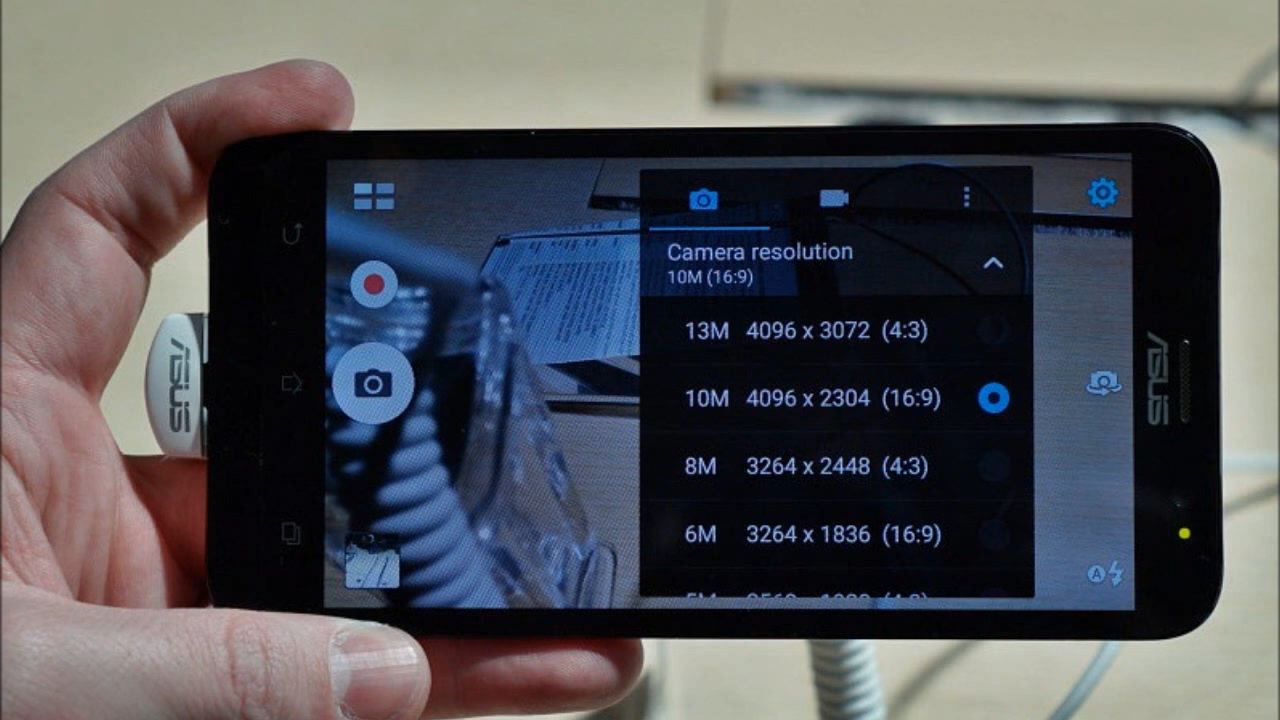 Camera resolution
10M (16:9)
13M 4096 x 3072 (4:3)
10M 4096 x 2304 (16:9)
8M 3264 x 2448 (4:3)
6M 3264 x 1836 (16:9)
A
ASUS
ASUS